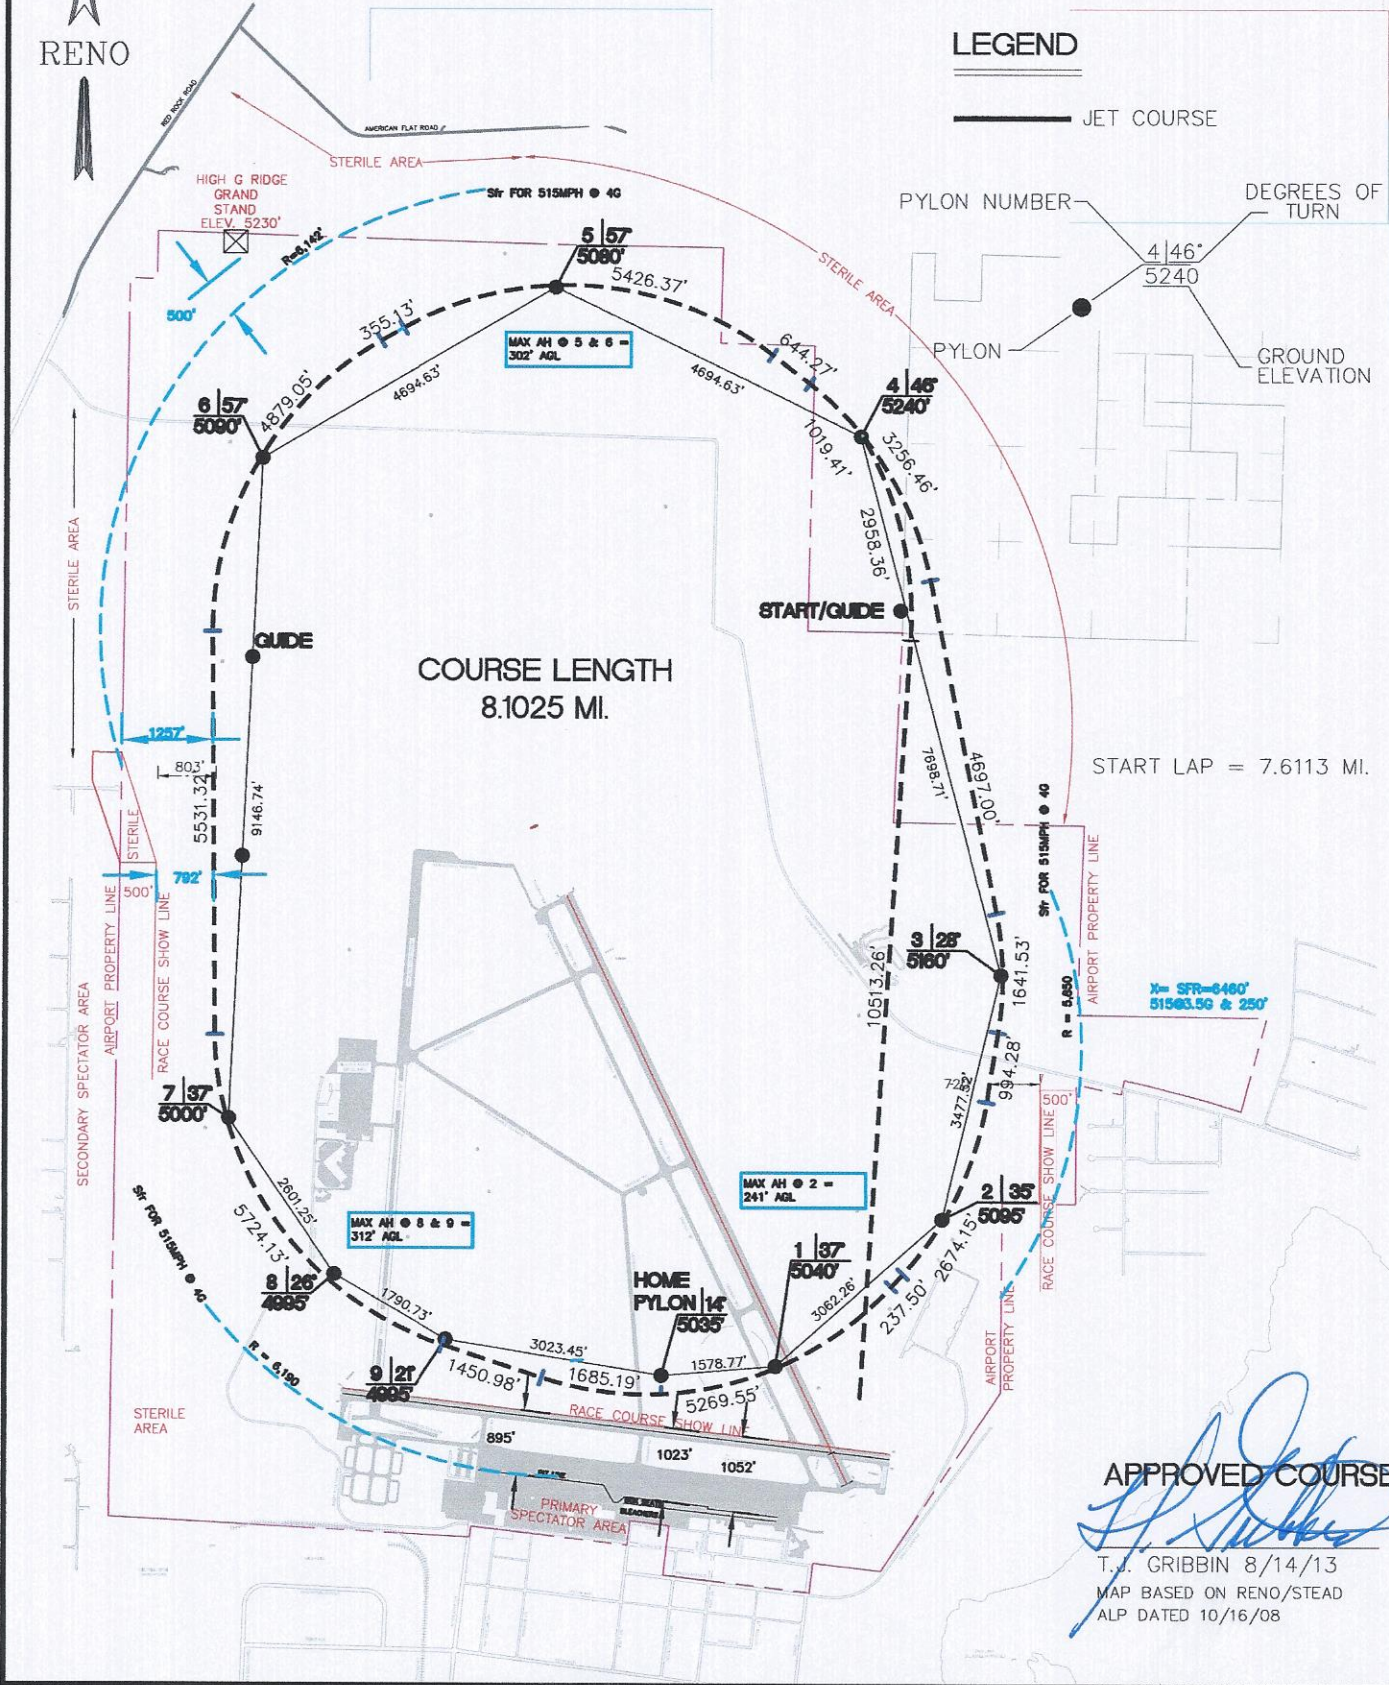 RENO
LEGEND
JET COURSE
PYLON NUMBER
DEGREES OF
TURN
4|46°
5240
PYLON
GROUND
ELEVATION
RED ROCK ROAD
AMERICAN FLAT ROAD
STERILE AREA
HIGH G RIDGE
GRAND
STAND
ELEV. 5230'
Sfr FOR 515MPH @ 4G
R=6,142'
500'
5|57°
5080'
5426.37'
STERILE AREA
355.13'
MAX AH @ 5 & 6 =
302' AGL
644.27'
4694.63'
4694.63'
4|46°
5240'
6|57°
5090'
4879.05'
1019.41'
3256.46'
2958.36'
STERILE AREA
START/GUIDE
GUIDE
COURSE LENGTH
8.1025 MI.
1257'
803'
5531.32'
9146.74'
7698.71'
4697.00'
START LAP = 7.6113 MI.
Sfr FOR 515MPH @ 4G
STERILE
500'
792'
AIRPORT PROPERTY LINE
RACE COURSE SHOW LINE
SECONDARY SPECTATOR AREA
AIRPORT PROPERTY LINE
3|28°
5160'
1641.53'
10513.26'
R = 5,850
X= SFR=6460'
515@3.5G & 250'
994.28'
3477.52'
500'
RACE COURSE SHOW LINE
7|37°
5000'
2601.25'
5724.13'
Sfr FOR 515MPH @ 4G
MAX AH @ 8 & 9 =
312' AGL
MAX AH @ 2 =
241' AGL
2|35°
5095'
2674.15'
1|37°
5040'
8|26°
4995'
1790.73'
HOME
PYLON|14°
5035'
3062.26'
237.50'
AIRPORT
PROPERTY LINE
R = 6,190
3023.45'
1578.77'
9|21°
4995'
1450.98'
1685.19'
5269.55'
RACE COURSE SHOW LINE
STERILE
AREA
895'
1023'
1052'
PRIMARY
SPECTATOR AREA
BLEACHERS
APPROVED COURSE
T.J. GRIBBIN 8/14/13
MAP BASED ON RENO/STEAD
ALP DATED 10/16/08